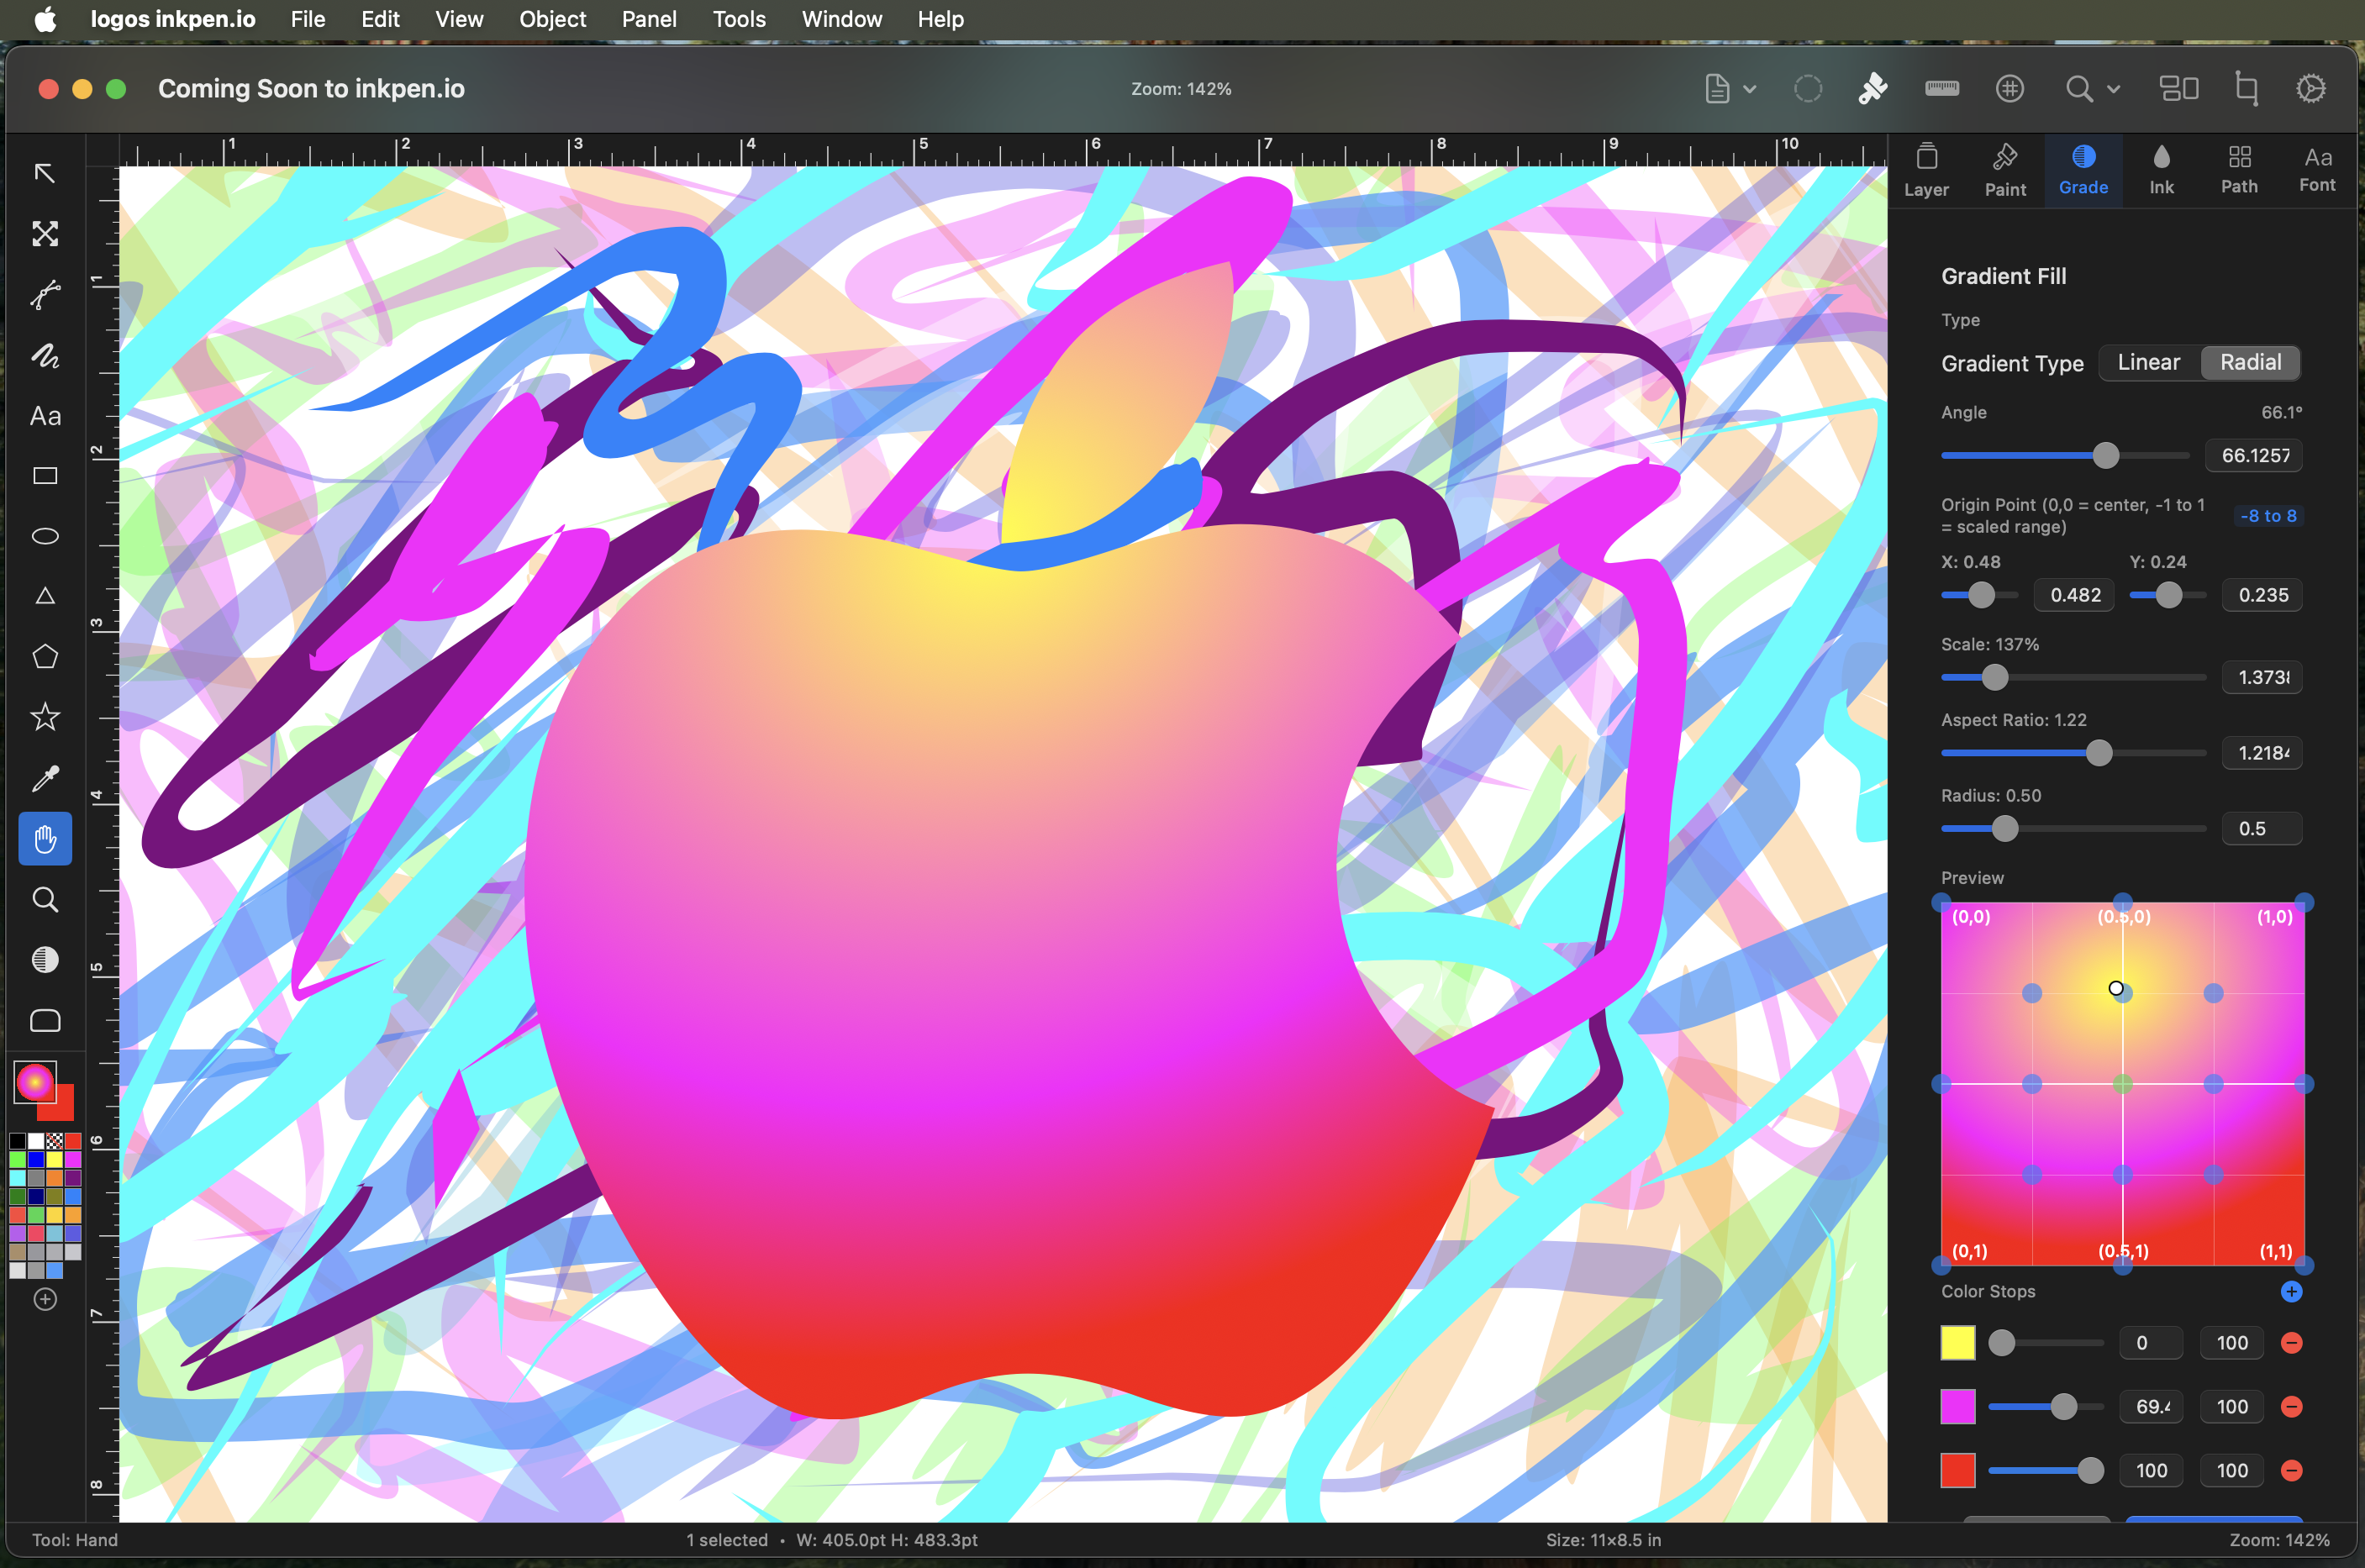 logos inkpen.io File Edit View Object Panel Tools Window Help
Coming Soon to inkpen.io
Zoom: 142%
1 2 3 4 5 6 7 8 9 10
Layer Paint Grade Ink Path Aa Font
Aa
1
2
3
4
5
6
7
8
Gradient Fill
Type
Gradient Type Linear Radial
Angle 66.1°
66.1257
Origin Point (0,0 = center, -1 to 1
= scaled range)
-8 to 8
X: 0.48 Y: 0.24
0.482 0.235
Scale: 137%
Aspect Ratio: 1.22
Radius: 0.50
0.5
Preview
(0,0) (0.5,0) (1,0)
(0,1) (0.5,1) (1,1)
Color Stops
0 100
100
100 100
Tool: Hand
1 selected • W: 405.0pt H: 483.3pt
Size: 11×8.5 in
Zoom: 142%